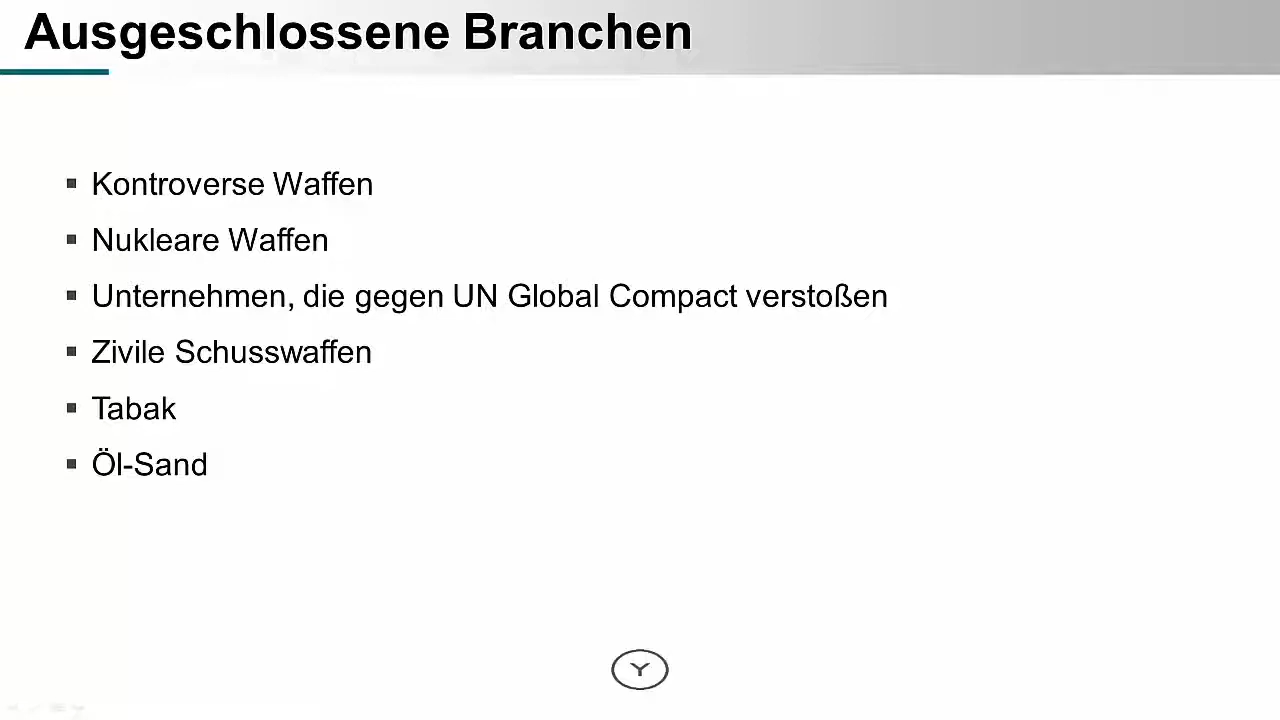 Ausgeschlossene Branchen
Kontroverse Waffen
Nukleare Waffen
Unternehmen, die gegen UN Global Compact verstoßen
Zivile Schusswaffen
Tabak
Öl-Sand
Y